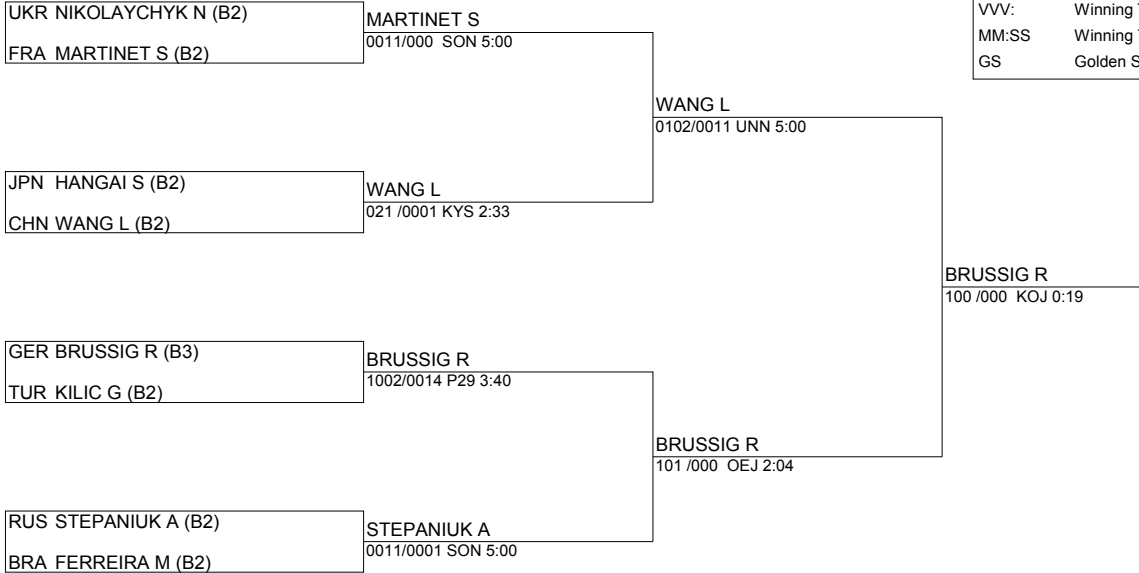 UKR NIKOLAYCHYK N (B2)
FRA MARTINET S (B2)
MARTINET S
0011/000 SON 5:00
JPN HANGAI S (B2)
CHN WANG L (B2)
WANG L
021 /0001 KYS 2:33
WANG L
0102/0011 UNN 5:00
GER BRUSSIG R (B3)
TUR KILIC G (B2)
BRUSSIG R
1002/0014 P29 3:40
RUS STEPANIUK A (B2)
BRA FERREIRA M (B2)
STEPANIUK A
0011/0001 SON 5:00
BRUSSIG R
101 /000 OEJ 2:04
BRUSSIG R
100 /000 KOJ 0:19
VVV: Winning
MM:SS Winning
GS Golden